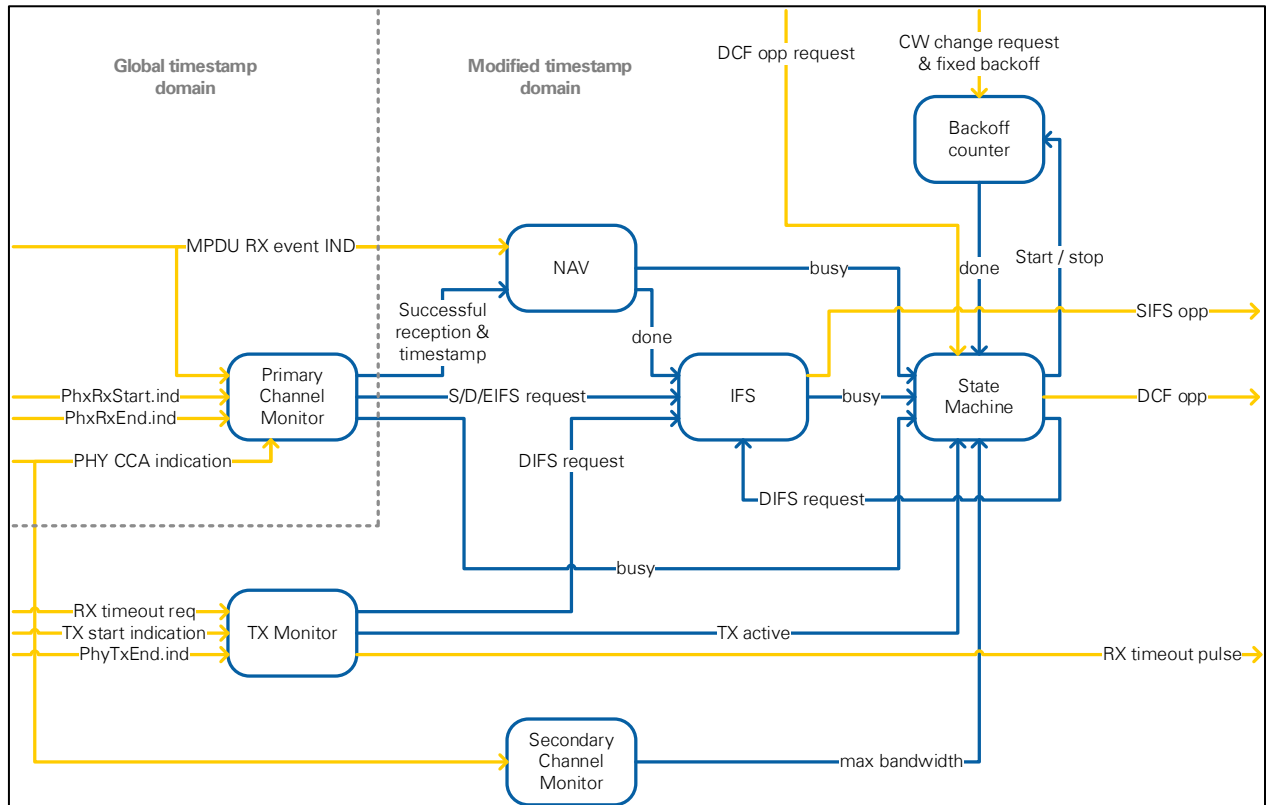 Global timestamp
domain
Modified timestamp
domain
DCF opp request
CW change request
& fixed backoff
Backoff
counter
MPDU RX event IND
NAV
busy
done
Start / stop
Successful
reception &
timestamp
done
SIFS opp
Primary
Channel
Monitor
PhxRxStart.ind
PhxRxEnd.ind
S/D/EIFS request
IFS
busy
State
Machine
DCF opp
PHY CCA indication
DIFS request
DIFS request
busy
RX timeout req
TX start indication
PhyTxEnd.ind
TX Monitor
TX active
RX timeout pulse
Secondary
Channel
Monitor
max bandwidth